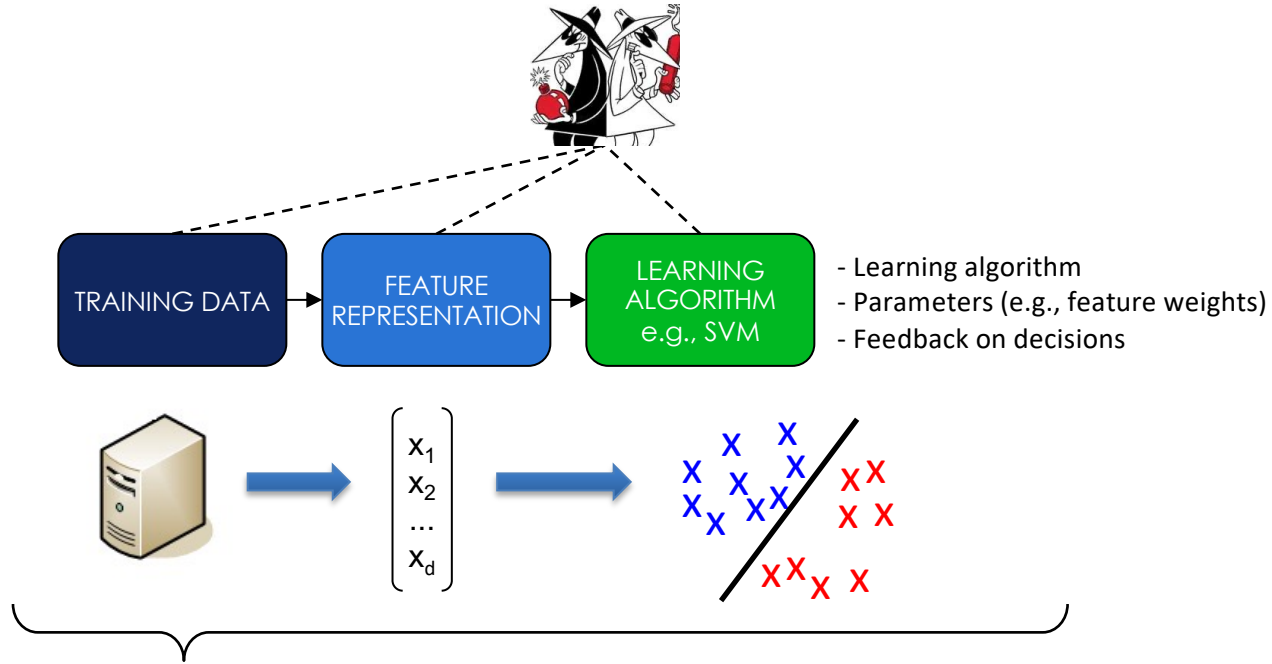 TRAINING DATA
FEATURE
REPRESENTATION
LEARNING
ALGORITHM
e.g., SVM
- Learning algorithm
- Parameters (e.g., feature weights)
- Feedback on decisions
x1
x2
...
xd
x x x x x x x x x x
x x x x
x x x x